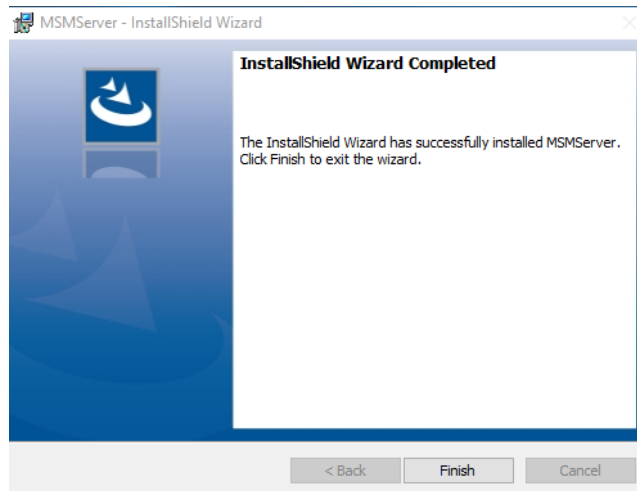 MSMServer - InstallShield Wizard
InstallShield Wizard Completed
The InstallShield Wizard has successfully installed MSMServer.
Click Finish to exit the wizard.
< Back
Finish
Cancel